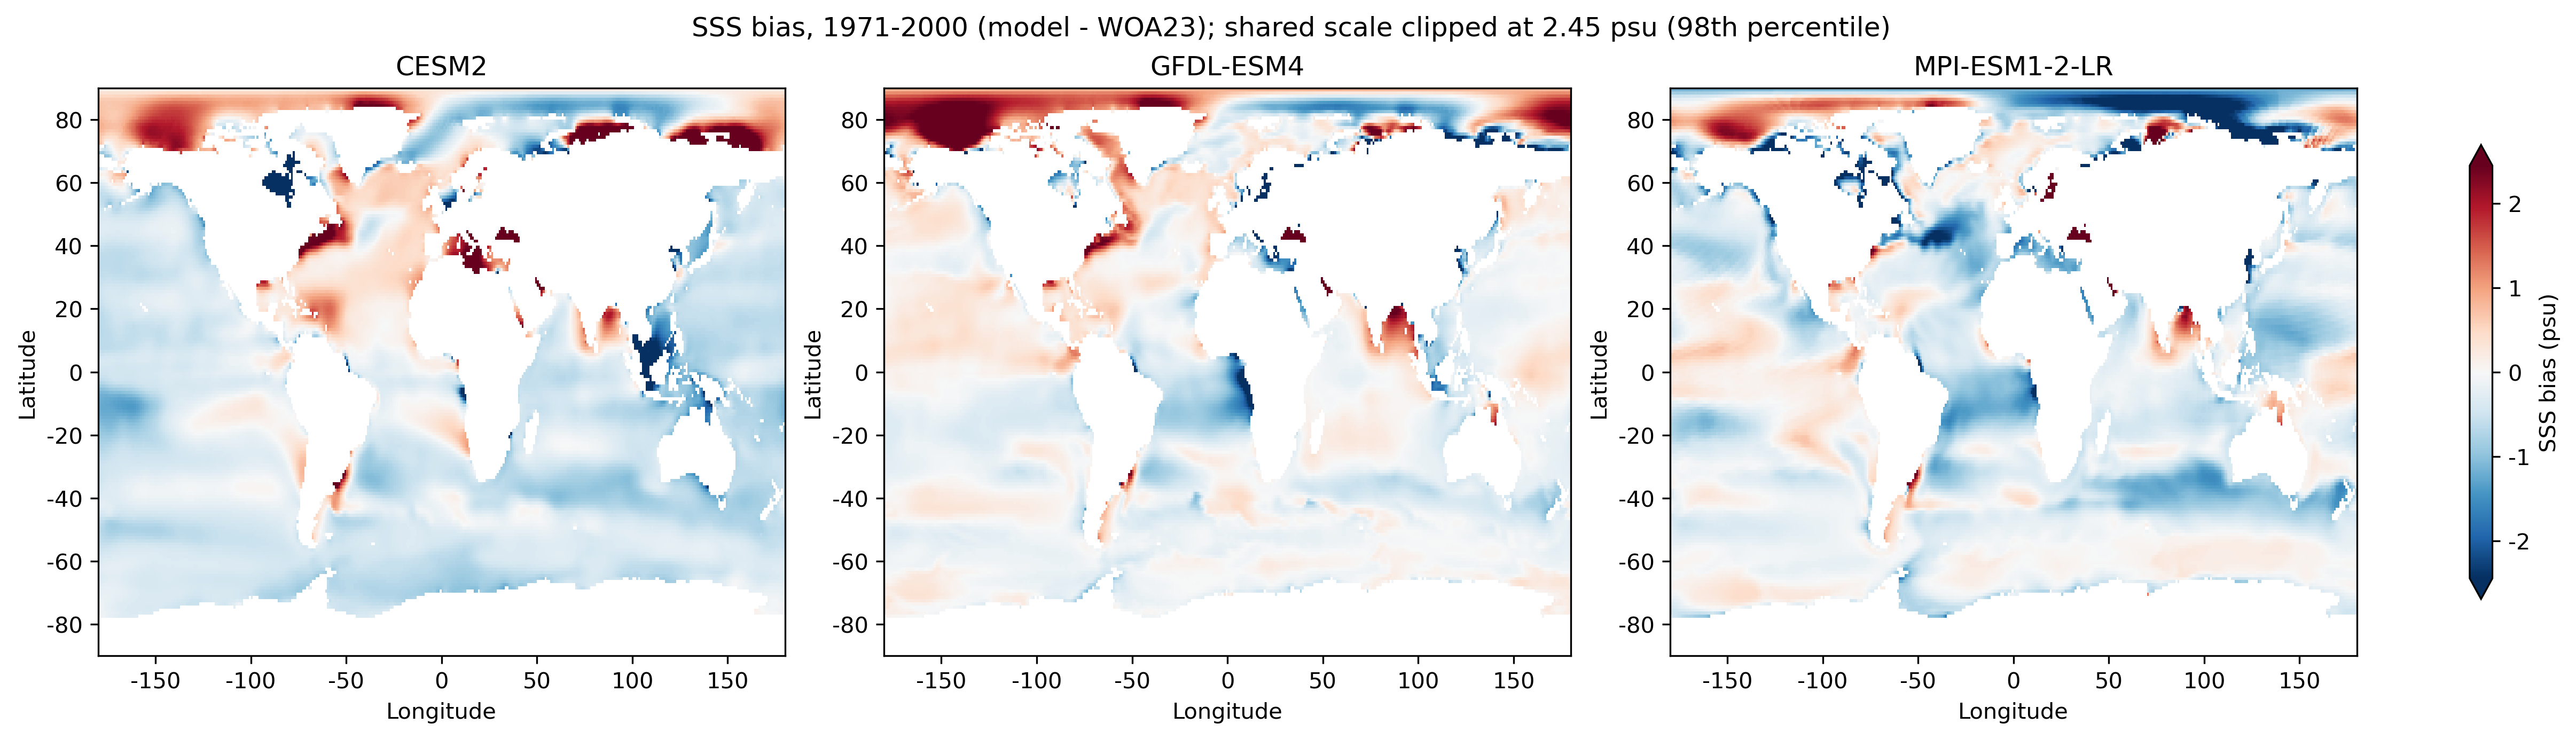 SSS bias, 1971-2000 (model - WOA23); shared scale clipped at 2.45 psu (98th percentile)
CESM2
80
60
40
20
0
-20
-40
-60
-80
Latitude
-150 -100 -50 0 50 100 150
Longitude
GFDL-ESM4
80
60
40
20
0
-20
-40
-60
-80
Latitude
-150 -100 -50 0 50 100 150
Longitude
MPI-ESM1-2-LR
80
60
40
20
0
-20
-40
-60
-80
Latitude
-150 -100 -50 0 50 100 150
Longitude
2
1
0
-1
-2
SSS bias (psu)